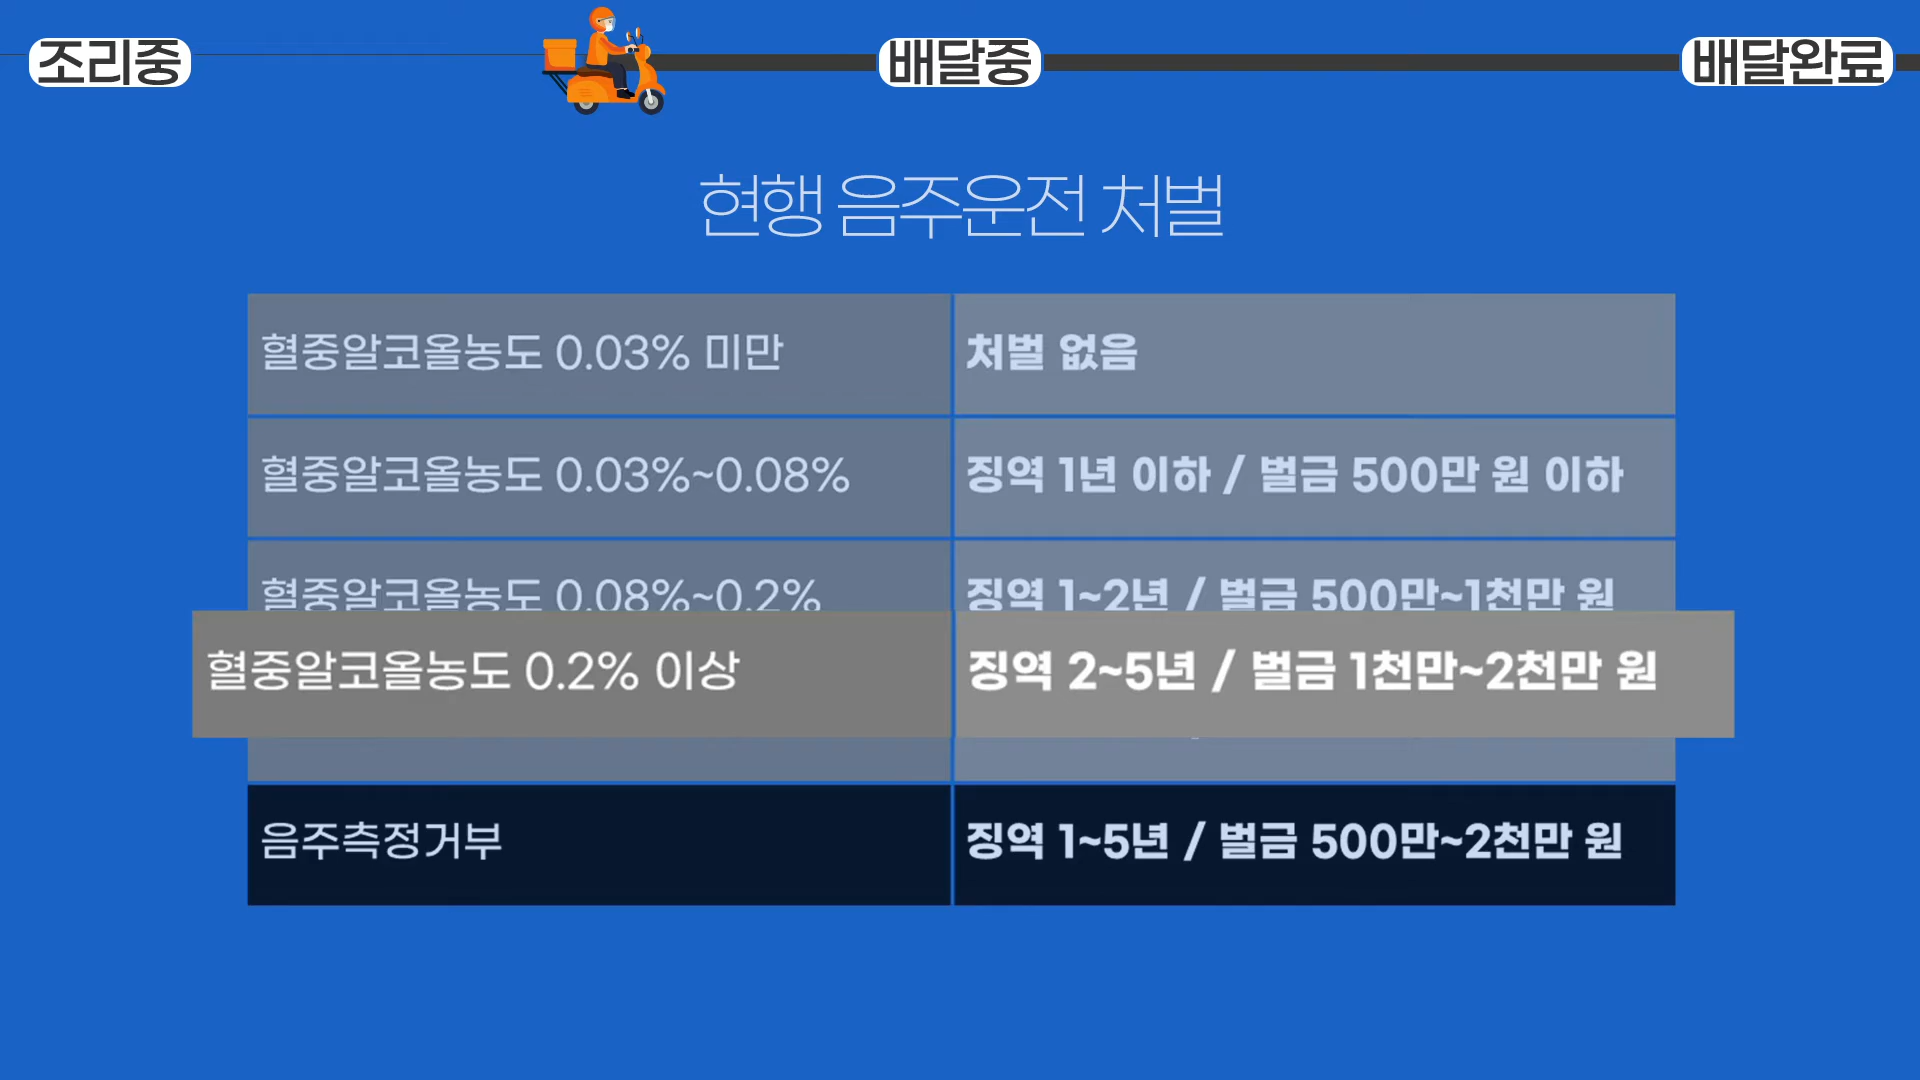 조리중 배달중 배달완료
현행 음주운전 처벌
혈중알코올농도 0.03% 미만 처벌 없음
혈중알코올농도 0.03%~0.08% 징역 1년 이하 / 벌금 500만 원 이하
혈중알코올농도 0.08%~0.2% 징역 1~2년 / 벌금 500만~1천만 원
혈중알코올농도 0.2% 이상 징역 2~5년 / 벌금 1천만~2천만 원
음주측정거부 징역 1~5년 / 벌금 500만~2천만 원